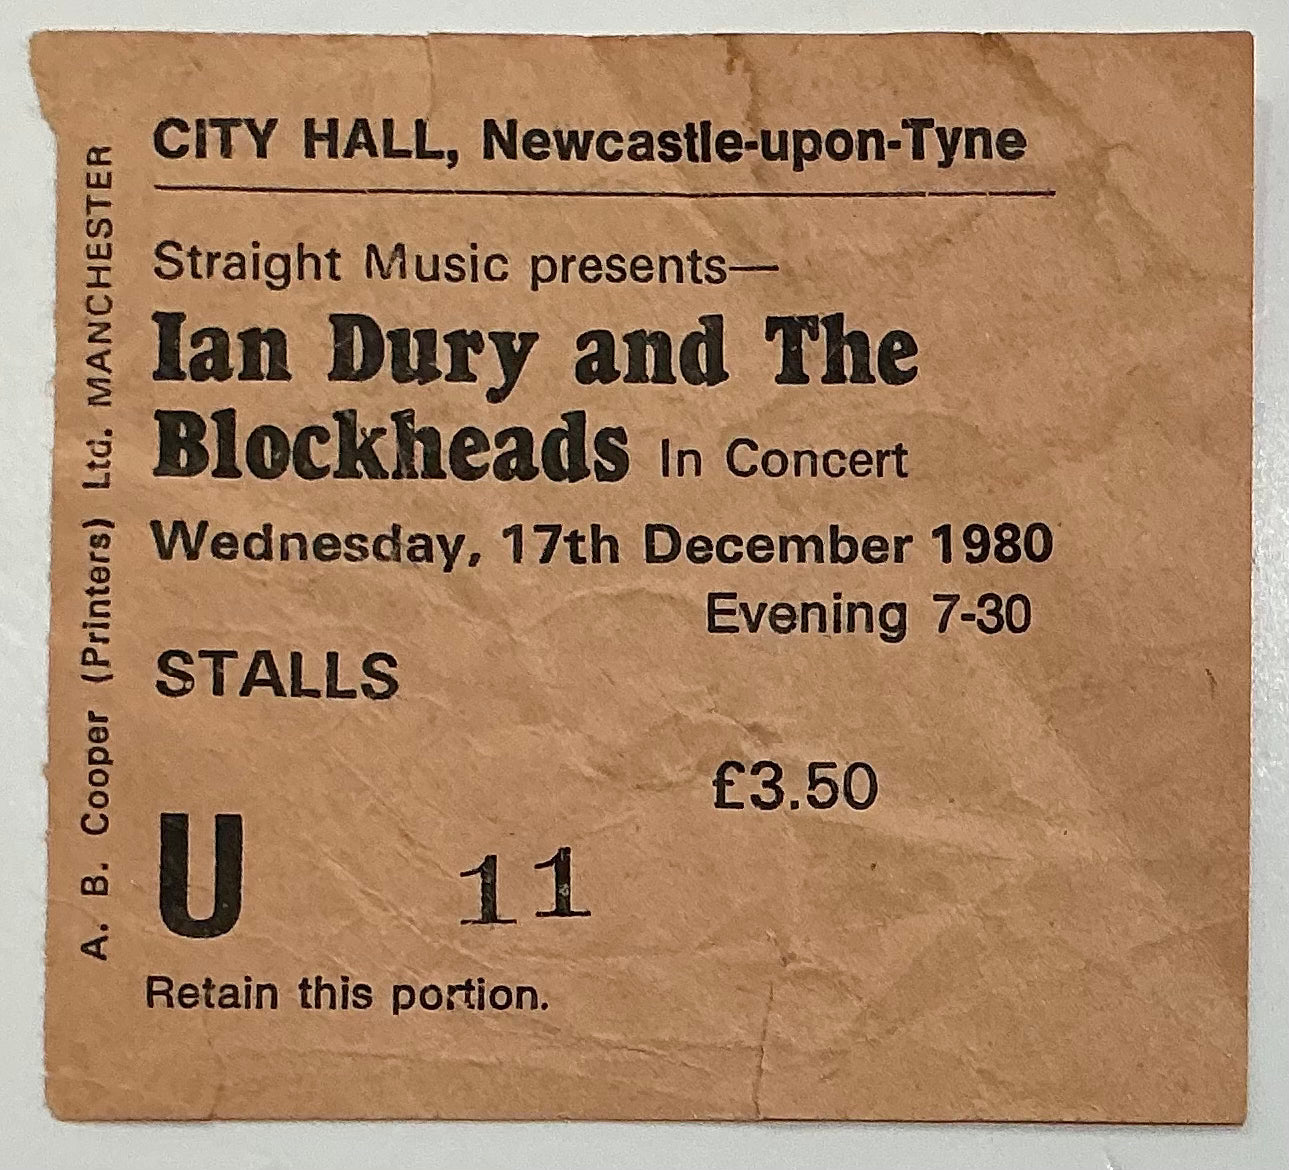 CITY HALL, Newcastle-upon-Tyne
Straight Music presents—
Ian Dury and The
Blockheads In Concert
Wednesday, 17th December 1980
Evening 7-30
STALLS
£3.50
U 11
Retain this portion.
A. B. Cooper (Printers) Ltd. MANCHESTER